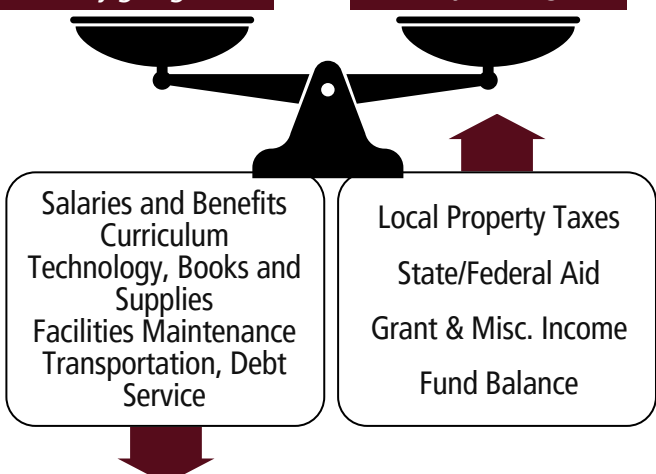 Salaries and Benefits
Curriculum
Technology, Books and
Supplies
Facilities Maintenance
Transportation, Debt
Service
Local Property Taxes
State/Federal Aid
Grant & Misc. Income
Fund Balance